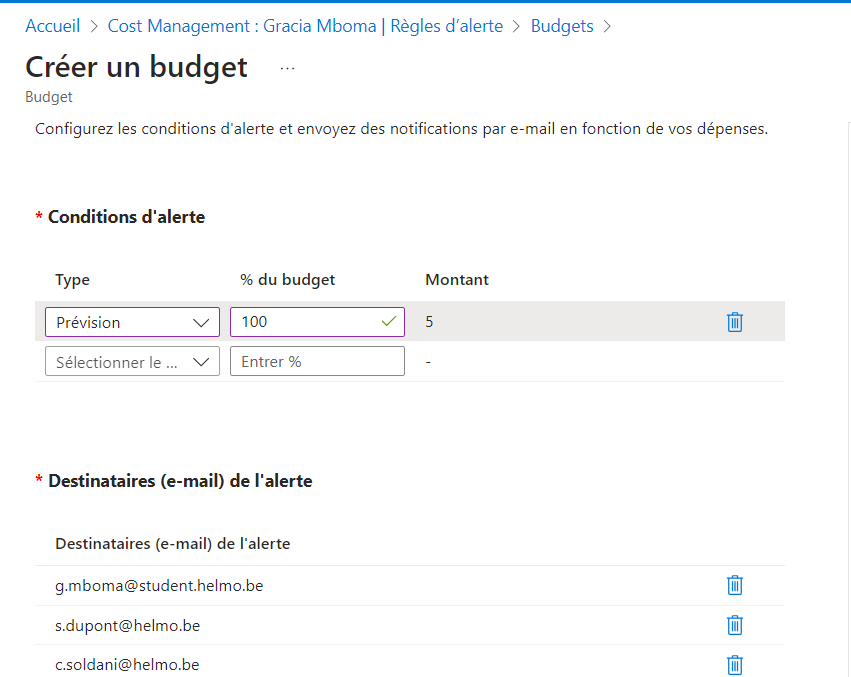 Accueil > Cost Management : Gracia Mboma | Règles d’alerte > Budgets >
Créer un budget ...
Budget
Configurez les conditions d'alerte et envoyez des notifications par e-mail en fonction de vos dépenses.
* Conditions d'alerte
Type % du budget Montant
Prévision 100 5
Sélectionner le ... Entrer % -
* Destinataires (e-mail) de l'alerte
Destinataires (e-mail) de l'alerte
g.mboma@student.helmo.be
s.dupont@helmo.be
c.soldani@helmo.be